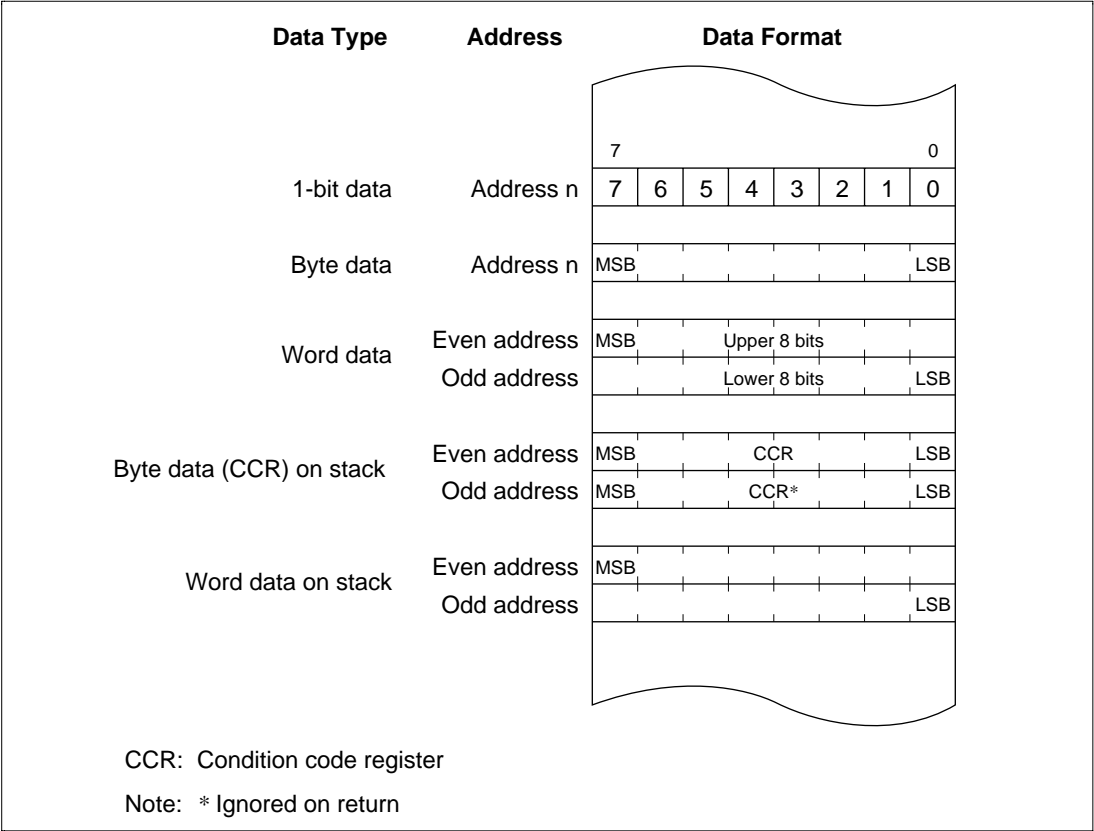 Data Type Address Data Format
7 0
1-bit data Address n 7 6 5 4 3 2 1 0
Byte data Address n MSB LSB
Word data
Even address MSB Upper 8 bits
Odd address Lower 8 bits LSB
Byte data (CCR) on stack
Even address MSB CCR LSB
Odd address MSB CCR* LSB
Word data on stack
Even address MSB
Odd address LSB
CCR: Condition code register
Note: * Ignored on return